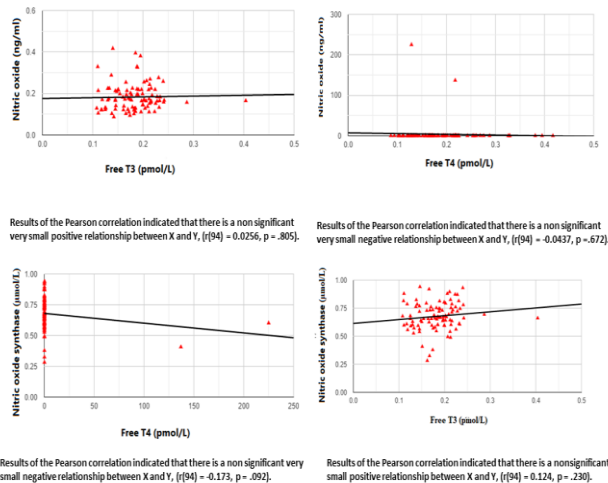 Nitric oxide (ng/ml)
0.6
0.4
0.2
0.0
0.0 0.1 0.2 0.3 0.4 0.5
Free T3 (pmol/L)
Nitric oxide (ng/ml)
300
200
100
0
0.0 0.1 0.2 0.3 0.4 0.5
Free T4 (pmol/L)
Results of the Pearson correlation indicated that there is a non significant
very small positive relationship between X and Y, (r(94) = 0.0256, p = .805).
Results of the Pearson correlation indicated that there is a non significant
very small negative relationship between X and Y, (r(94) = -0.0437, p =.672).
Nitric oxide synthase (µmol/L)
1.00
0.75
0.50
0.25
0.00
0 50 100 150 200 250
Free T4 (pmol/L)
Nitric oxide synthase (µmol/L)
1.00
0.75
0.50
0.25
0.00
0.0 0.1 0.2 0.3 0.4 0.5
Free T3 (pmol/L)
Results of the Pearson correlation indicated that there is a non significant very
small negative relationship between X and Y, (r(94) = -0.173, p = .092).
Results of the Pearson correlation indicated that there is a nonsignificant
small positive relationship between X and Y, (r(94) = 0.124, p = .230).